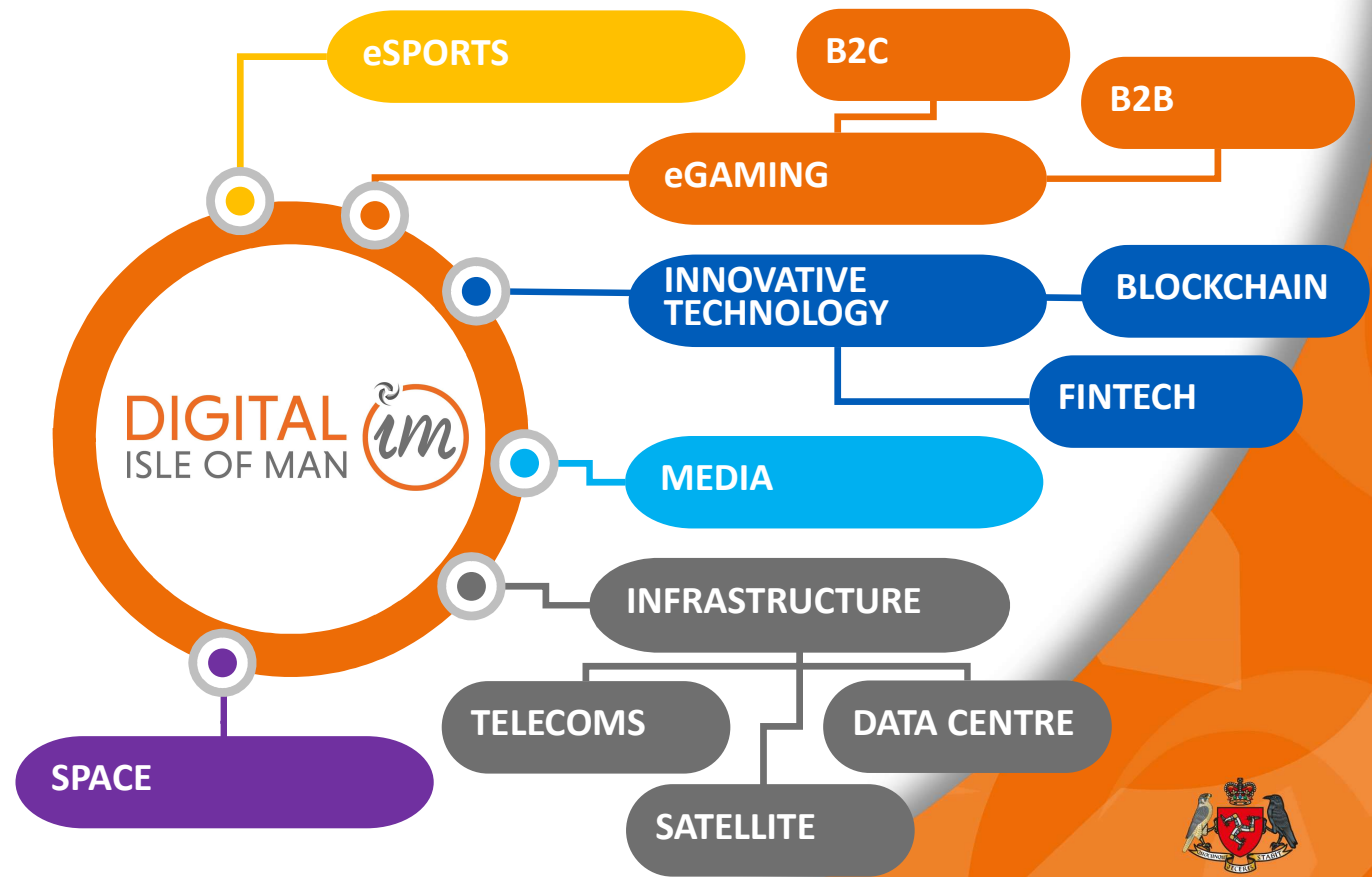 eSPORTS
B2C
B2B
eGAMING
INNOVATIVE
TECHNOLOGY
BLOCKCHAIN
FINTECH
DIGITAL
ISLE OF MAN
im
MEDIA
INFRASTRUCTURE
TELECOMS
DATA CENTRE
SPACE
SATELLITE
STABIT